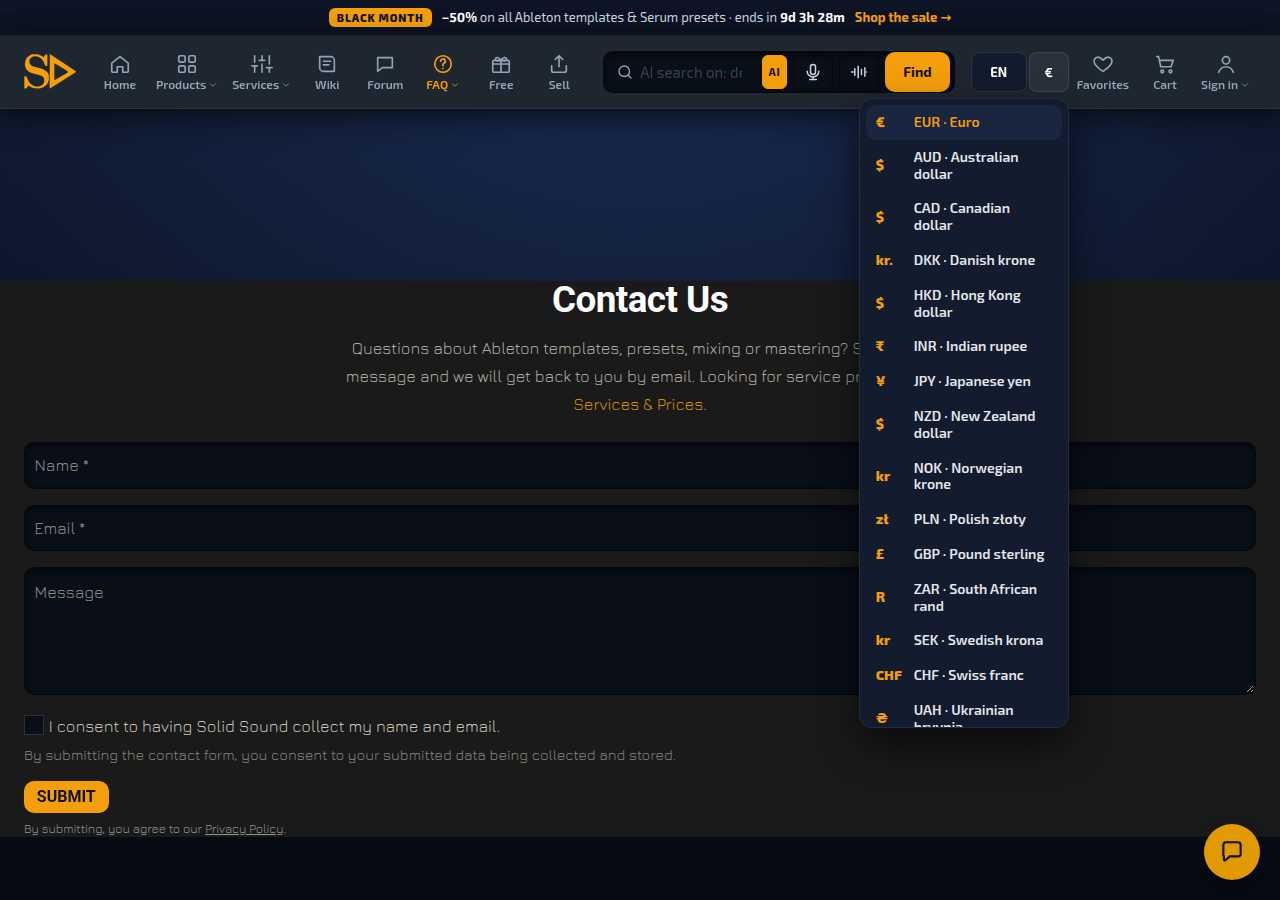 BLACK MONTH −50% on all Ableton templates & Serum presets · ends in 9d 3h 28m Shop the sale →
Home Products Services Wiki Forum FAQ Free Sell
AI search on: dr AI Find EN €
Favorites Cart Sign in
€ EUR · Euro
$ AUD · Australian
dollar
$ CAD · Canadian
dollar
kr. DKK · Danish krone
$ HKD · Hong Kong
dollar
₹ INR · Indian rupee
¥ JPY · Japanese yen
$ NZD · New Zealand
dollar
kr NOK · Norwegian
krone
zł PLN · Polish złoty
£ GBP · Pound sterling
R ZAR · South African
rand
kr SEK · Swedish krona
CHF CHF · Swiss franc
₴ UAH · Ukrainian
hryvnia
Contact Us
Questions about Ableton templates, presets, mixing or mastering?
message and we will get back to you by email. Looking for service
Services & Prices.
Name *
Email *
Message
I consent to having Solid Sound collect my name and email.
By submitting the contact form, you consent to your submitted data being collected and stored.
SUBMIT
By submitting, you agree to our Privacy Policy.